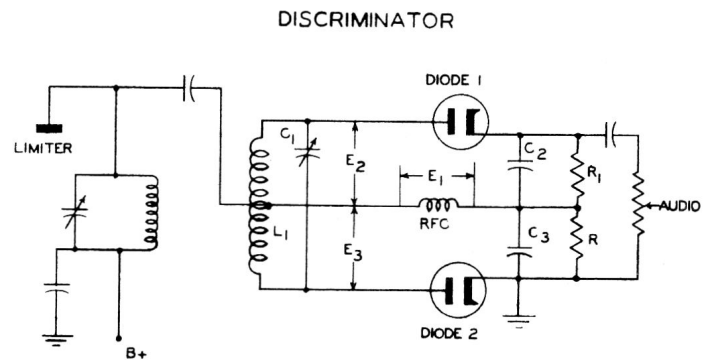 DISCRIMINATOR
DIODE 1
LIMITER
C1
E2
E1
C2
R1
AUDIO
L1
RFC
E3
C3
R
DIODE 2
B+